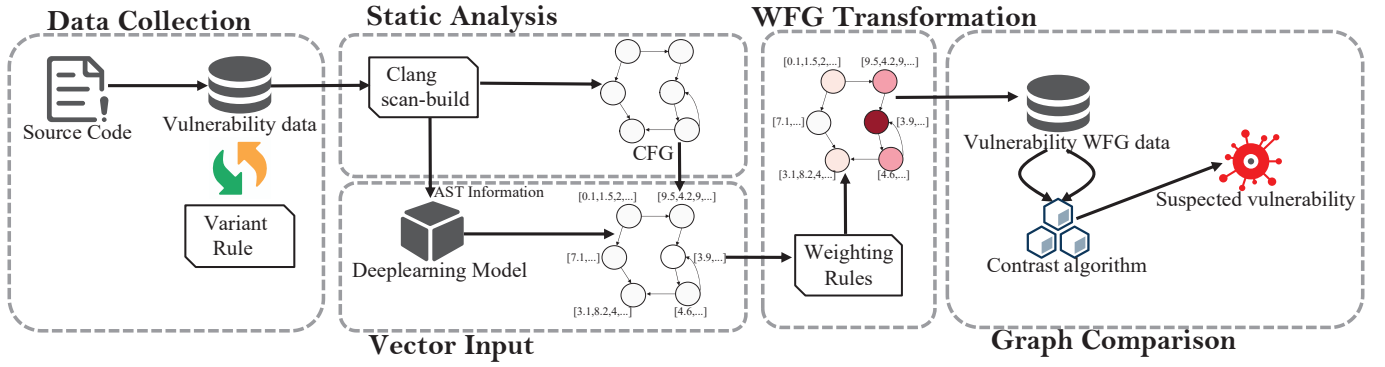 Data Collection
Source Code
Vulnerability data
Variant
Rule
Static Analysis
Clang
scan-build
CFG
AST Information
[0.1,1.5,2,...]
[9.5,4.2,9,...]
Deeplearning Model
[7.1,...]
[3.9,...]
[3.1,8.2,4,...]
[4.6,...]
Vector Input
WFG Transformation
[0.1,1.5,2,...]
[9.5,4.2,9,...]
[7.1,...]
[3.9,...]
[3.1,8.2,4,...]
[4.6,...]
Weighting
Rules
Vulnerability WFG data
Suspected vulnerability
Contrast algorithm
Graph Comparison